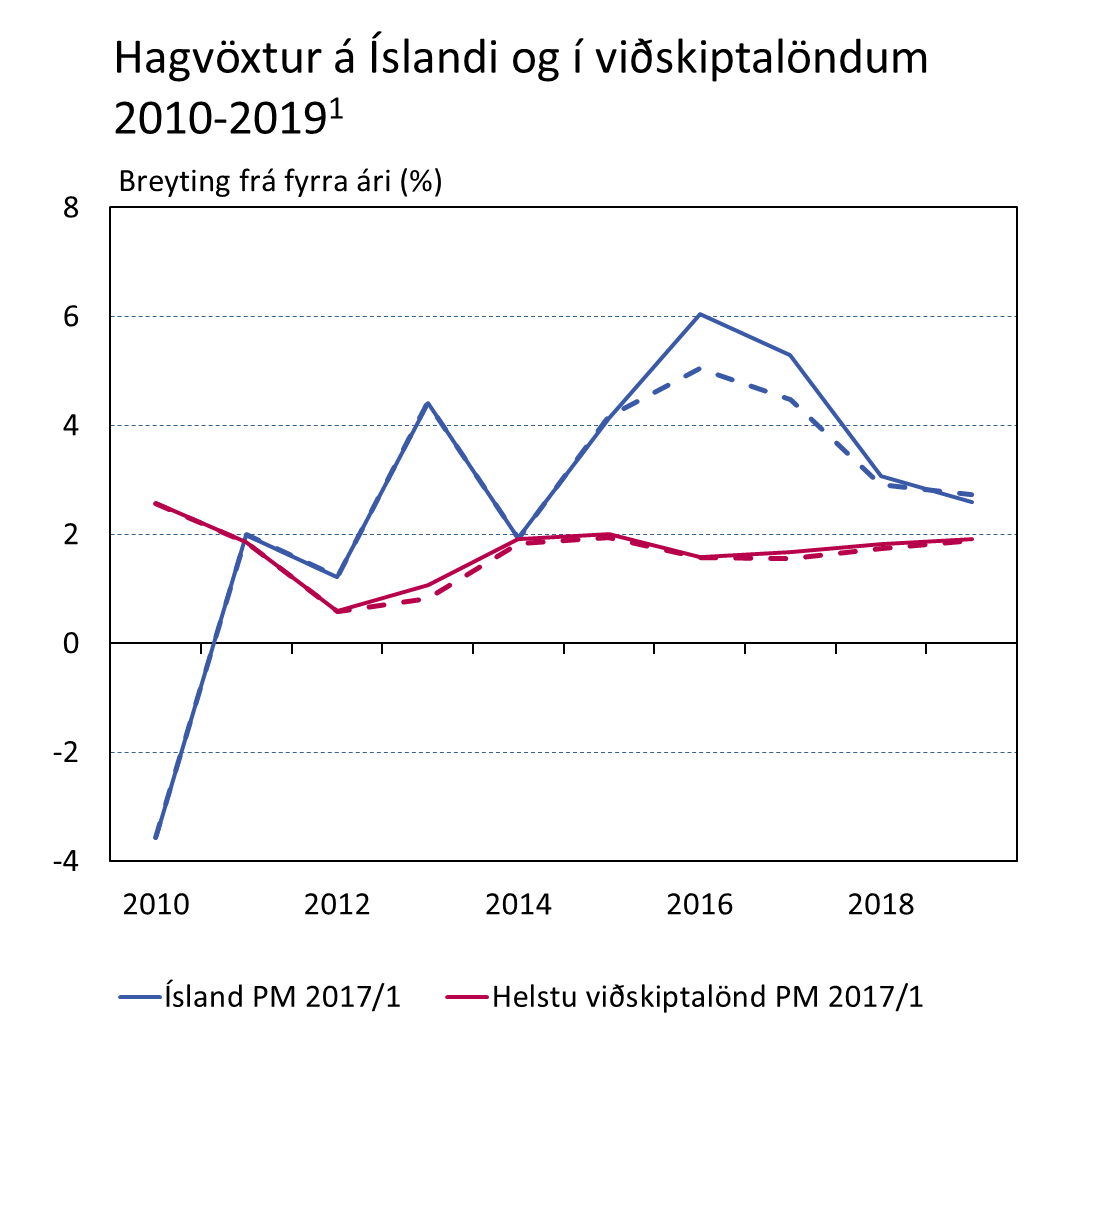 Hagvöxtur á Íslandi og í viðskiptalöndum
2010-2019¹
Breyting frá fyrra ári (%)
8
6
4
2
0
-2
-4
2010 2012 2014 2016 2018
Ísland PM 2017/1 Helstu viðskiptalönd PM 2017/1